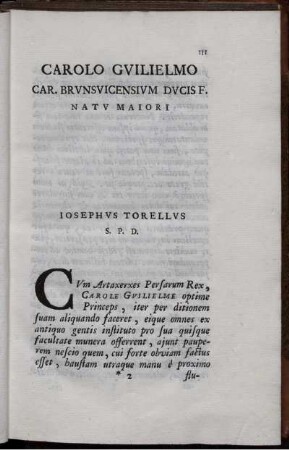 III
CAROLO GVILIELMO
CAR. BRVNSVICENSIVM DVCIS F.
NATV MAIORI
IOSEPHVS TORELLVS
S. P. D.
CVm Artaxerxes Persarum Rex,
CAROLE GVILIELME optime
Princeps, iter per ditionem
suam aliquando faceret, eique omnes ex
antiquo gentis instituto pro sua quisque
facultate munera offerrent, ajunt paupe-
rem nescio quem, cui forte obviam factus
esset, haustam utraque manu è proximo
* 2 flu-